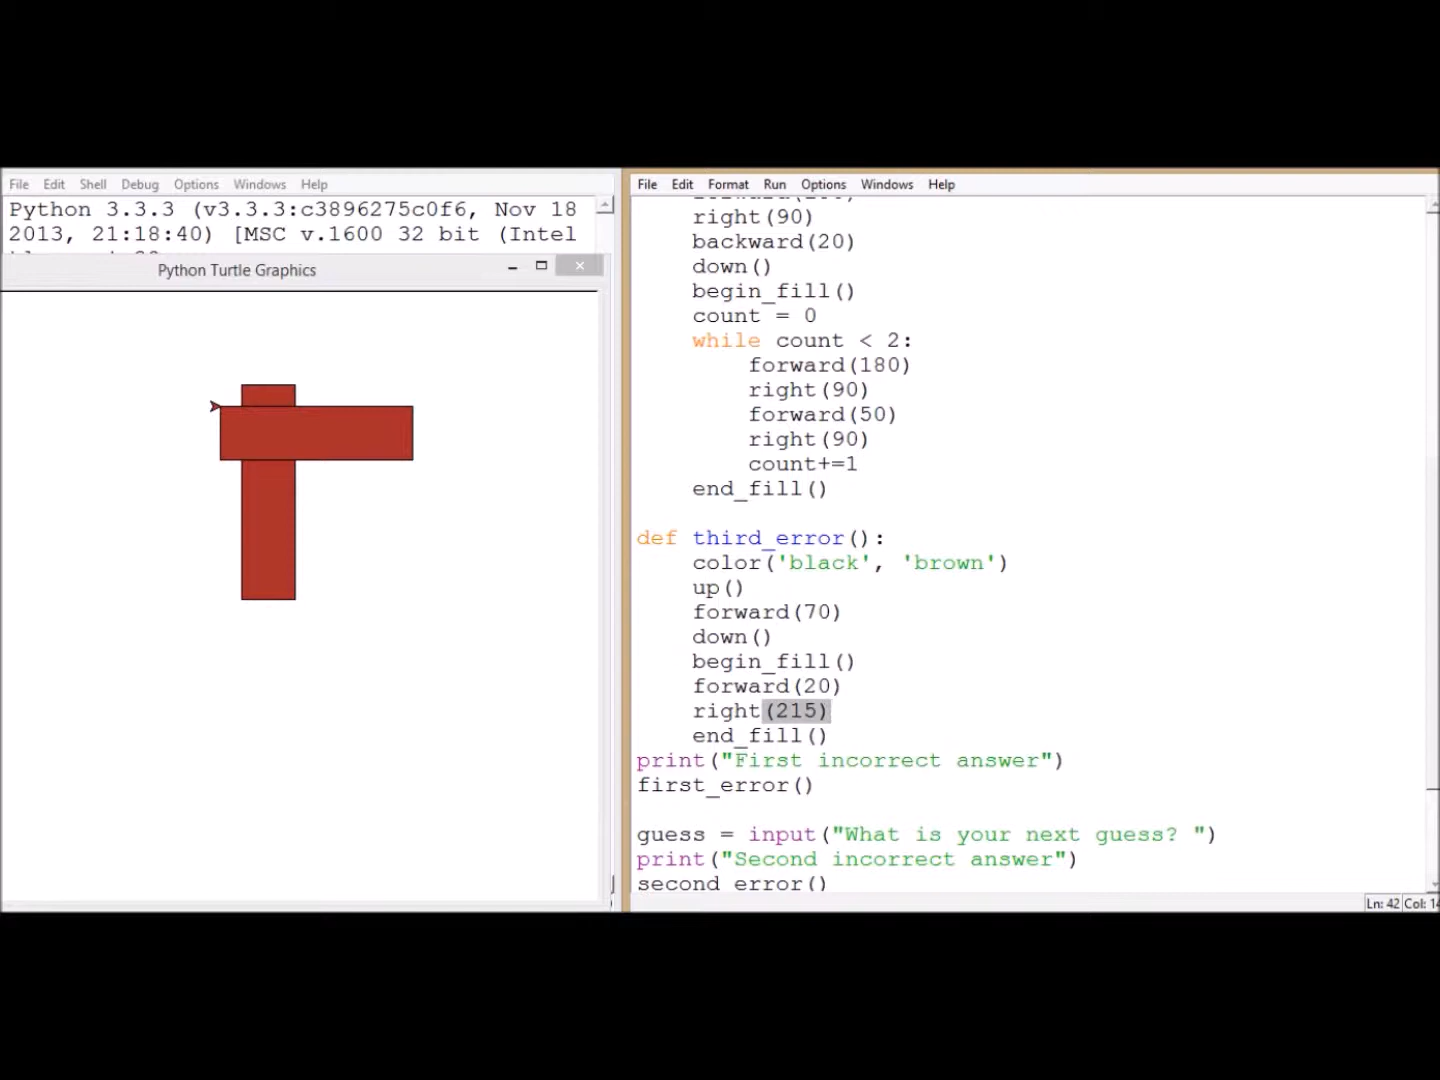 File Edit Shell Debug Options Windows Help
Python 3.3.3 (v3.3.3:c3896275c0f6, Nov 18
2013, 21:18:40) [MSC v.1600 32 bit (Intel
Python Turtle Graphics
File Edit Format Run Options Windows Help
right(90)
backward(20)
down()
begin_fill()
count = 0
while count < 2:
forward(180)
right(90)
forward(50)
right(90)
count+=1
end_fill()
def third_error():
color('black', 'brown')
up()
forward(70)
down()
begin_fill()
forward(20)
right(215)
end_fill()
print("First incorrect answer")
first_error()
guess = input("What is your next guess? ")
print("Second incorrect answer")
second_error()
Ln: 42 Col: